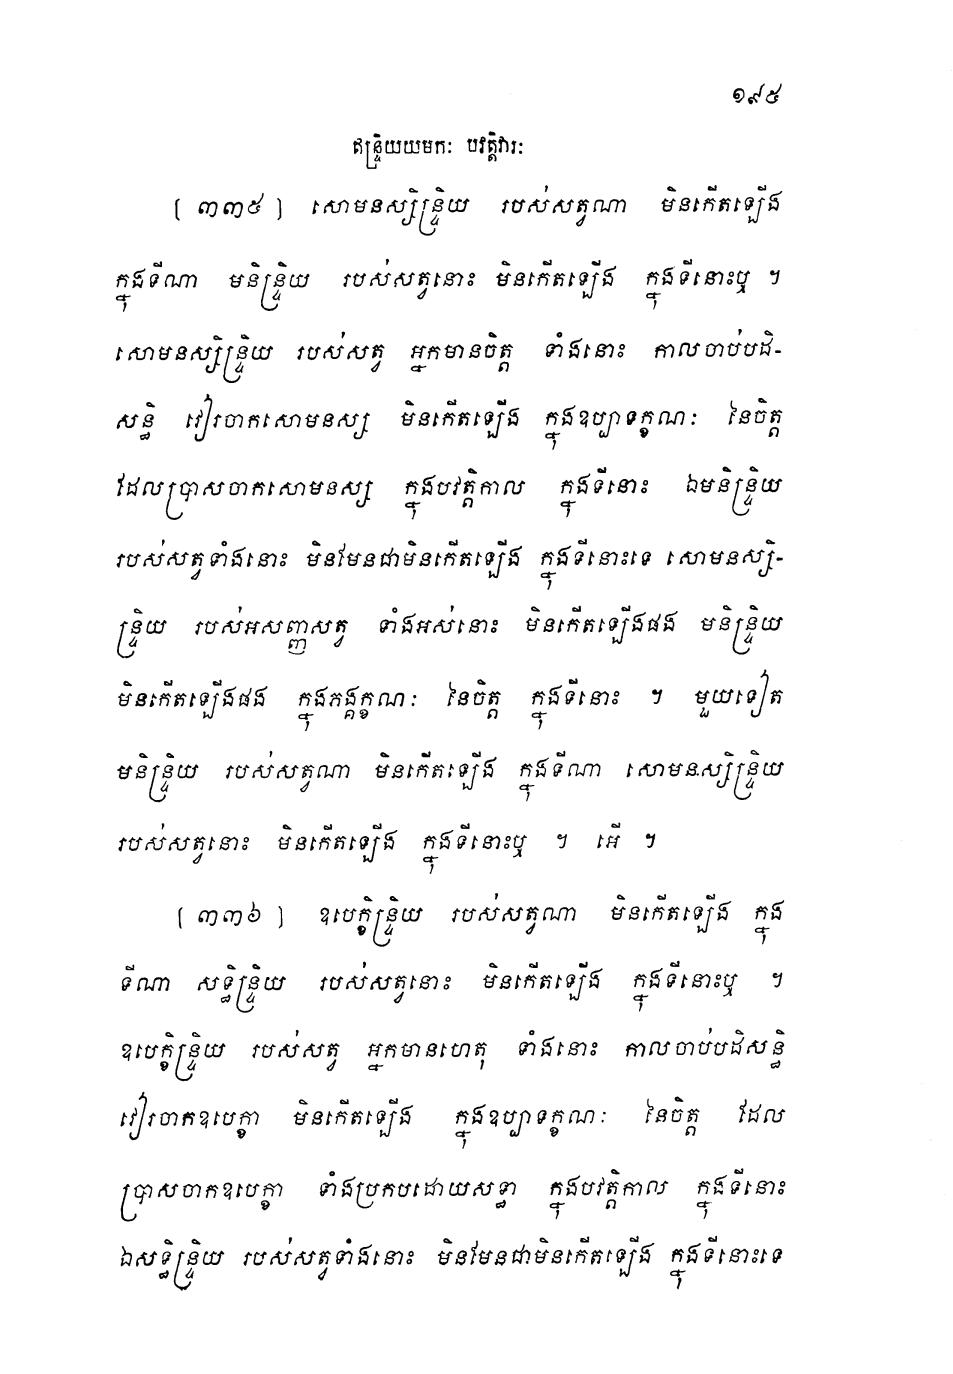 ១៩៥
ឥន្ទ្រិយយមកៈ បវត្តិវារៈ
[ ៣៣៥ ] សោមនស្សិន្ទ្រិយ របស់សត្វណា មិនកើតឡើង
ក្នុងទីណា មនិន្ទ្រិយ របស់សត្វនោះ មិនកើតឡើង ក្នុងទីនោះឬ ។
សោមនស្សិន្ទ្រិយ របស់សត្វ អ្នកមានចិត្ត ទាំងនោះ កាលចាប់បដិ-
សន្ធិ វៀរចាកសោមនស្ស មិនកើតឡើង ក្នុងឧប្បាទក្ខណៈ នៃចិត្ត
ដែលប្រាសចាកសោមនស្ស ក្នុងបវត្តិកាល ក្នុងទីនោះ ឯមនិន្ទ្រិយ
របស់សត្វទាំងនោះ មិនមែនជាមិនកើតឡើង ក្នុងទីនោះទេ សោមនស្សិ-
ន្ទ្រិយ របស់អសញ្ញសត្វ ទាំងអស់នោះ មិនកើតឡើងផង មនិន្ទ្រិយ
មិនកើតឡើងផង ក្នុងភង្គក្ខណៈ នៃចិត្ត ក្នុងទីនោះ ។ មួយទៀត
មនិន្ទ្រិយ របស់សត្វណា មិនកើតឡើង ក្នុងទីណា សោមនស្សិន្ទ្រិយ
របស់សត្វនោះ មិនកើតឡើង ក្នុងទីនោះឬ ។ អើ ។
[ ៣៣៦ ] ឧបេក្ខិន្ទ្រិយ របស់សត្វណា មិនកើតឡើង ក្នុង
ទីណា សទ្ធិន្ទ្រិយ របស់សត្វនោះ មិនកើតឡើង ក្នុងទីនោះឬ ។
ឧបេក្ខិន្ទ្រិយ របស់សត្វ អ្នកមានហេតុ ទាំងនោះ កាលចាប់បដិសន្ធិ
វៀរចាកឧបេក្ខា មិនកើតឡើង ក្នុងឧប្បាទក្ខណៈ នៃចិត្ត ដែល
ប្រាសចាកឧបេក្ខា ទាំងប្រកបដោយសទ្ធា ក្នុងបវត្តិកាល ក្នុងទីនោះ
ឯសទ្ធិន្ទ្រិយ របស់សត្វទាំងនោះ មិនមែនជាមិនកើតឡើង ក្នុងទីនោះទេ